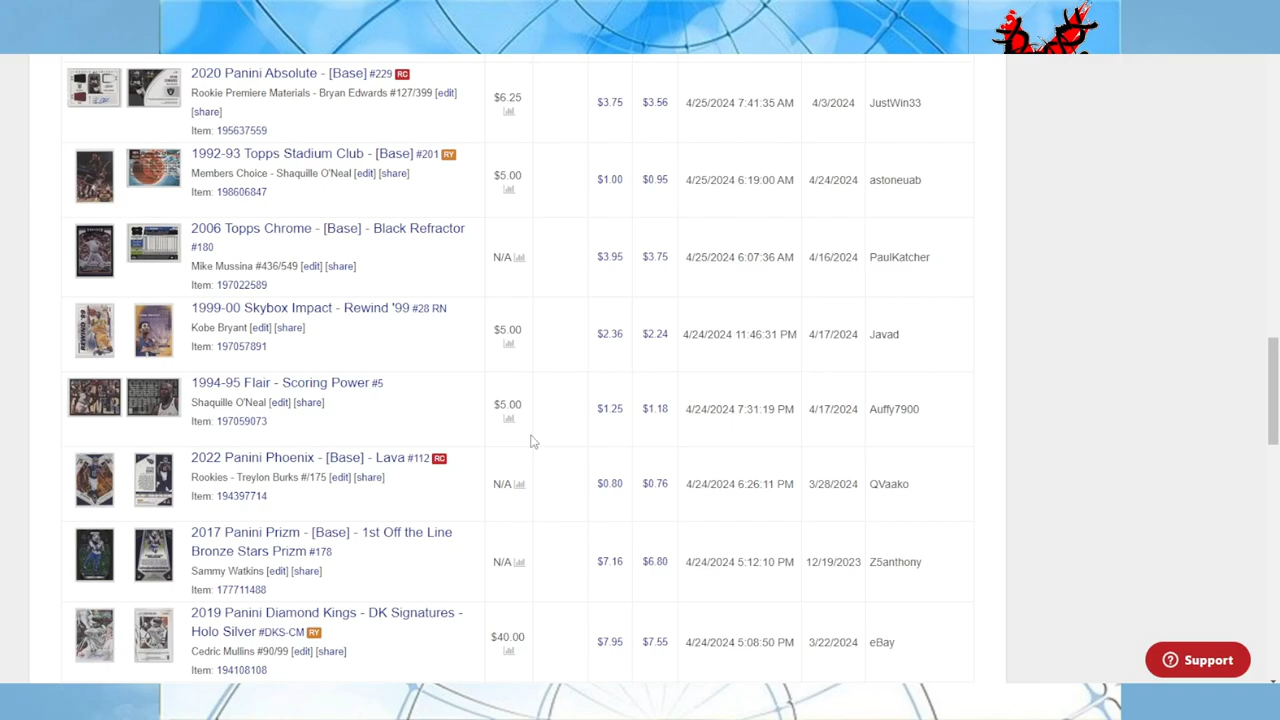 2020 Panini Absolute - [Base] #229 RC
Rookie Premiere Materials - Bryan Edwards #127/399 [edit]
[share]
Item: 195637559
$6.25
$3.75 $3.56 4/25/2024 7:41:35 AM 4/3/2024 JustWin33
1992-93 Topps Stadium Club - [Base] #201 RY
Members Choice - Shaquille O'Neal [edit] [share]
Item: 198606847
$5.00
$1.00 $0.95 4/25/2024 6:19:00 AM 4/24/2024 astoneuab
2006 Topps Chrome - [Base] - Black Refractor
#180
Mike Mussina #436/549 [edit] [share]
Item: 197022589
N/A
$3.95 $3.75 4/25/2024 6:07:36 AM 4/16/2024 PaulKatcher
1999-00 Skybox Impact - Rewind '99 #28 RN
Kobe Bryant [edit] [share]
Item: 197057891
$5.00
$2.36 $2.24 4/24/2024 11:46:31 PM 4/17/2024 Javad
1994-95 Flair - Scoring Power #5
Shaquille O'Neal [edit] [share]
Item: 197059073
$5.00
$1.25 $1.18 4/24/2024 7:31:19 PM 4/17/2024 Auffy7900
2022 Panini Phoenix - [Base] - Lava #112 RC
Rookies - Treylon Burks #/175 [edit] [share]
Item: 194397714
N/A
$0.80 $0.76 4/24/2024 6:26:11 PM 3/28/2024 QVaako
2017 Panini Prizm - [Base] - 1st Off the Line
Bronze Stars Prizm #178
Sammy Watkins [edit] [share]
Item: 177711488
N/A
$7.16 $6.80 4/24/2024 5:12:10 PM 12/19/2023 Z5anthony
2019 Panini Diamond Kings - DK Signatures -
Holo Silver #DKS-CM RY
Cedric Mullins #90/99 [edit] [share]
Item: 194108108
$40.00
$7.95 $7.55 4/24/2024 5:08:50 PM 3/22/2024 eBay
Support